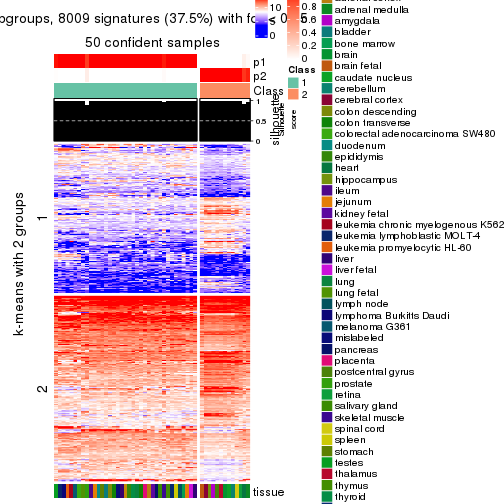 ogroups, 8009 signatures (37.5%) with fd
50 confident samples
p1
p2
Class
silhouette
score
1
0.5
0
10
0
0.8
0.6
0.4
0.2
0
Class
1
2
k-means with 2 groups
1
2
tissue
adrenal medulla
amygdala
bladder
bone marrow
brain
brain fetal
caudate nucleus
cerebellum
cerebral cortex
colon descending
colon transverse
colorectal adenocarcinoma SW480
duodenum
epididymis
heart
hippocampus
ileum
jejunum
kidney fetal
leukemia chronic myelogenous K562
leukemia lymphoblastic MOLT-4
leukemia promyelocytic HL-60
liver
liver fetal
lung
lung fetal
lymph node
lymphoma Burkitts Daudi
melanoma G361
mislabeled
pancreas
placenta
postcentral gyrus
prostate
retina
salivary gland
skeletal muscle
spinal cord
spleen
stomach
testes
thalamus
thymus
thyroid